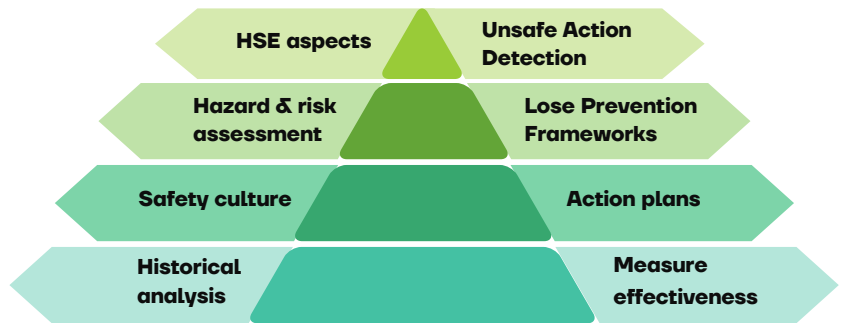 HSE aspects
Unsafe Action
Detection
Hazard & risk
assessment
Lose Prevention
Frameworks
Safety culture
Action plans
Historical
analysis
Measure
effectiveness